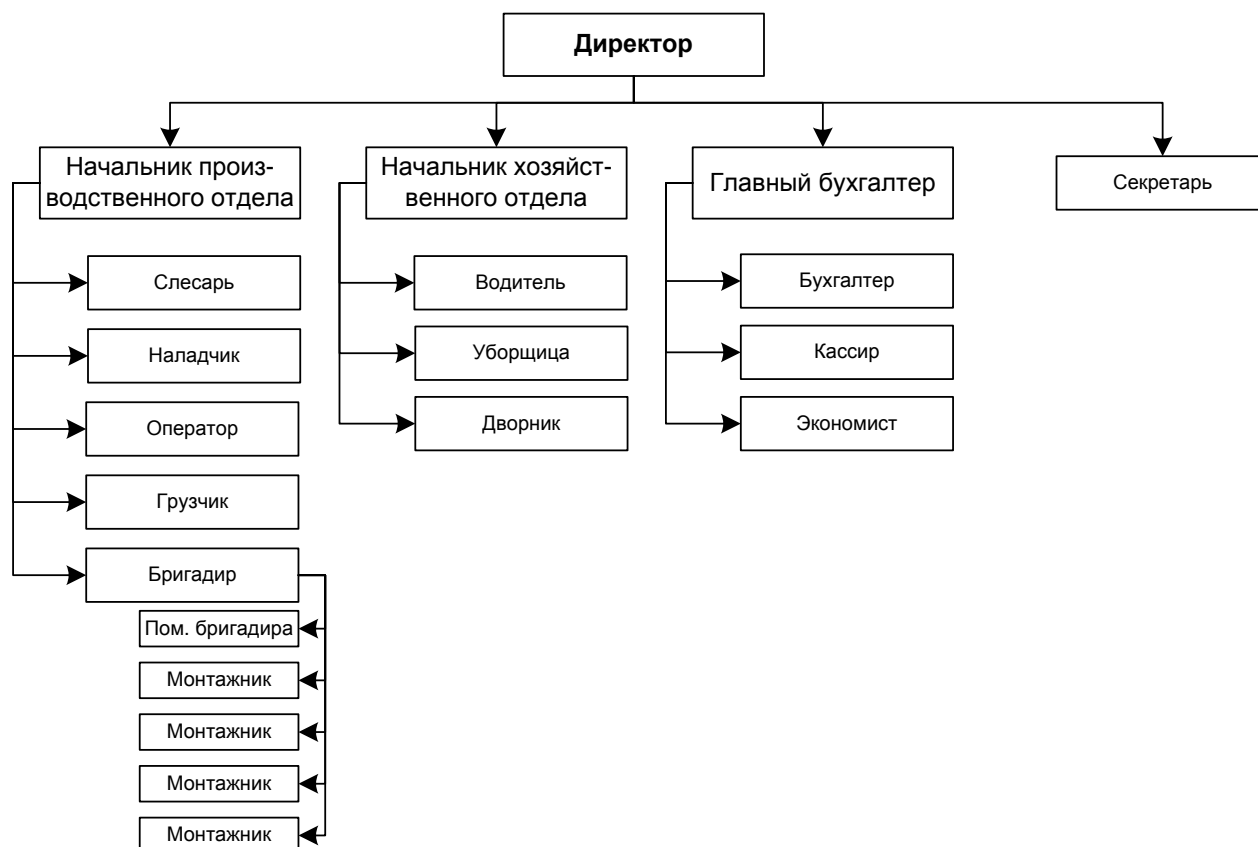 Директор
Начальник произ-
водственного отдела
Начальник хозяйст-
венного отдела
Главный бухгалтер
Секретарь
Слесарь
Водитель
Бухгалтер
Наладчик
Уборщица
Кассир
Оператор
Дворник
Экономист
Грузчик
Бригадир
Пом. бригадира
Монтажник
Монтажник
Монтажник
Монтажник